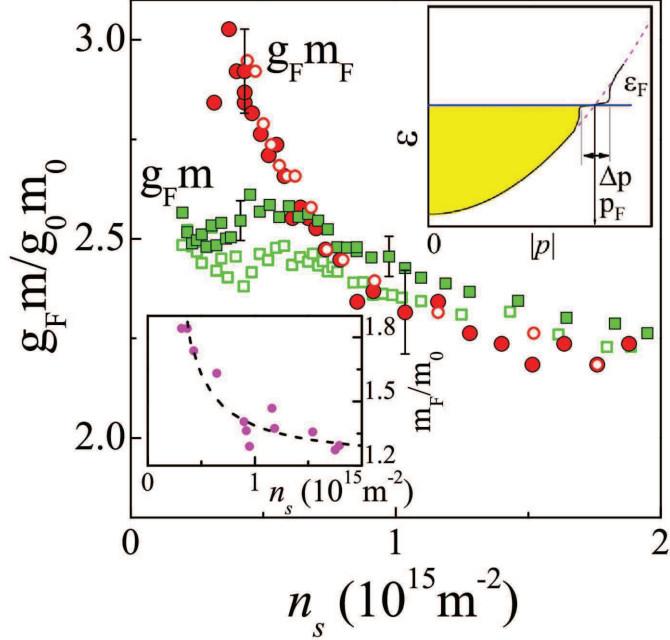 3.0
2.5
2.0
g_F m/g_0 m_0
g_F m_F
g_F m
ε
ε_F
Δp
p_F
0
|p|
1.8
1.5
1.2
m_F/m_0
0
1
n_s (10^15 m^-2)
0
1
2
n_s (10^15 m^-2)